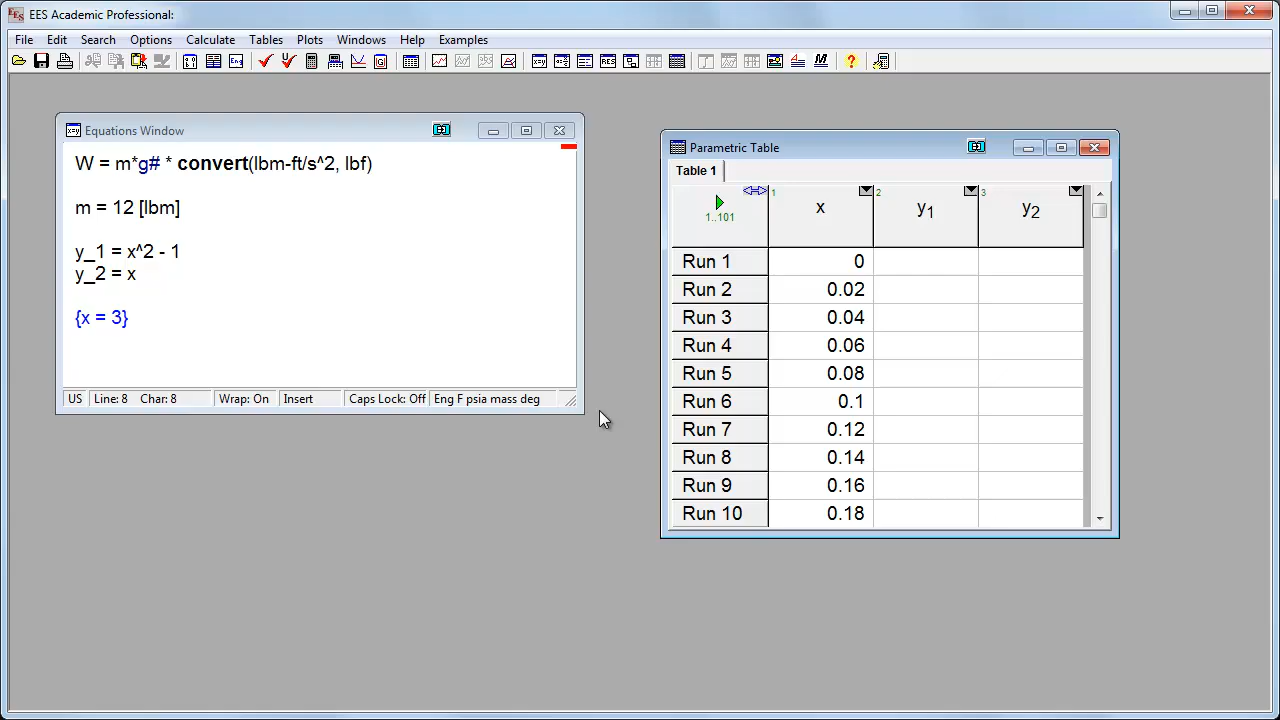 EES Academic Professional:
File Edit Search Options Calculate Tables Plots Windows Help Examples
Equations Window
W = m*g# * convert(lbm-ft/s^2, lbf)
m = 12 [lbm]
y_1 = x^2 - 1
y_2 = x
{x = 3}
US Line: 8 Char: 8 Wrap: On Insert Caps Lock: Off Eng F psia mass deg
Parametric Table
Table 1
1..101 1 x 2 y1 3 y2
Run 1 0
Run 2 0.02
Run 3 0.04
Run 4 0.06
Run 5 0.08
Run 6 0.1
Run 7 0.12
Run 8 0.14
Run 9 0.16
Run 10 0.18